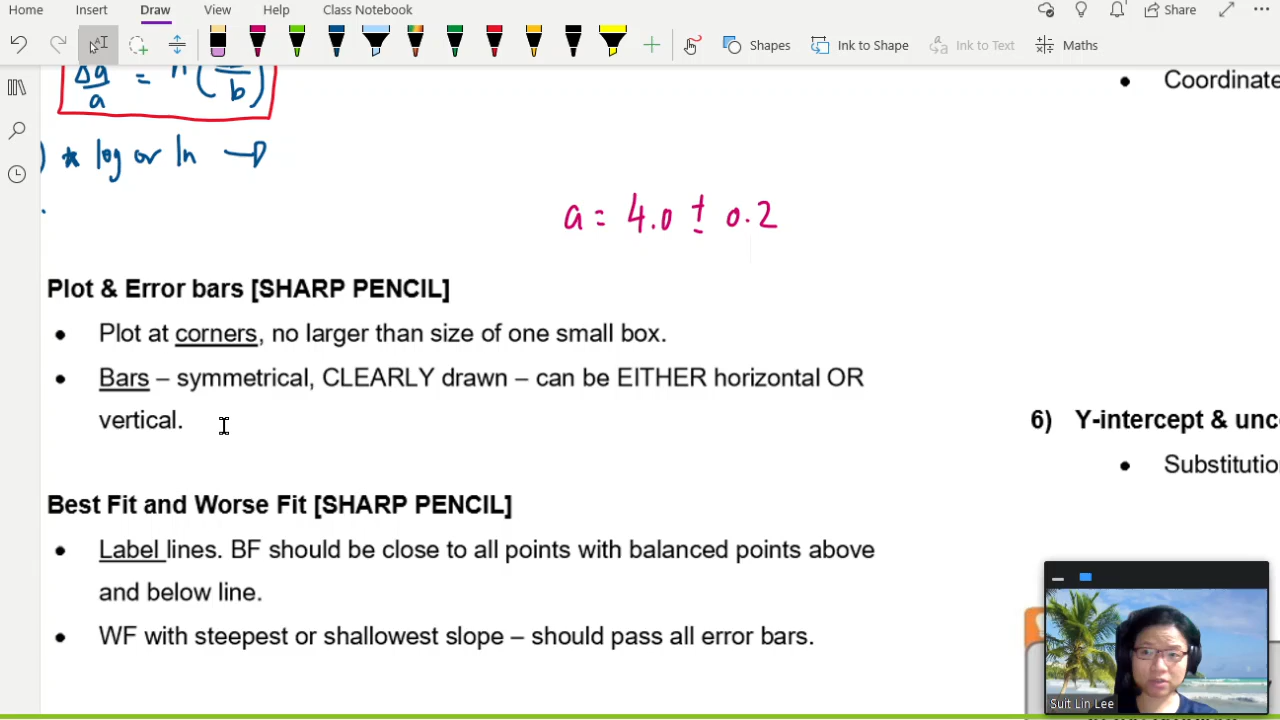 Home Insert Draw View Help Class Notebook Share
Shapes Ink to Shape Ink to Text Maths
Δa/a = n ( /b)
) * log or ln →
a = 4.0 ± 0.2
Coordinate
Plot & Error bars [SHARP PENCIL]
• Plot at corners, no larger than size of one small box.
• Bars – symmetrical, CLEARLY drawn – can be EITHER horizontal OR
vertical.
Best Fit and Worse Fit [SHARP PENCIL]
• Label lines. BF should be close to all points with balanced points above
and below line.
• WF with steepest or shallowest slope – should pass all error bars.
6) Y-intercept & unc
• Substitutio
Suit Lin Lee